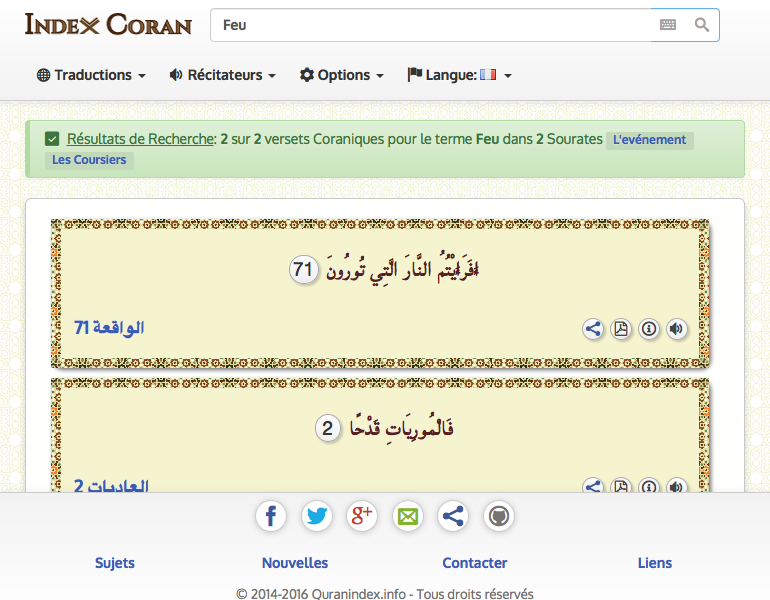 INDEX CORAN
Feu
Traductions
Récitateurs
Options
Langue:
Résultats de Recherche: 2 sur 2 versets Coraniques pour le terme Feu dans 2 Sourates L'evénement
Les Coursiers
أَفَرَأَيْتُمُ النَّارَ الَّتِي تُورُونَ 71
الواقعة 71
فَالْمُورِيَاتِ قَدْحًا 2
العاديات 2
Sujets
Nouvelles
Contacter
Liens
© 2014-2016 Quranindex.info - Tous droits réservés